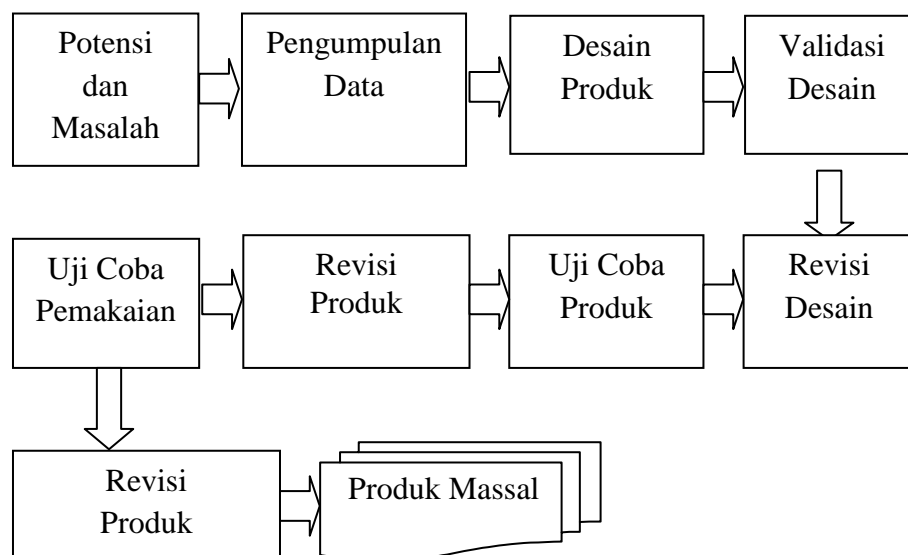 Potensi
dan
Masalah
Pengumpulan
Data
Desain
Produk
Validasi
Desain
Uji Coba
Pemakaian
Revisi
Produk
Uji Coba
Produk
Revisi
Desain
Revisi
Produk
Produk Massal